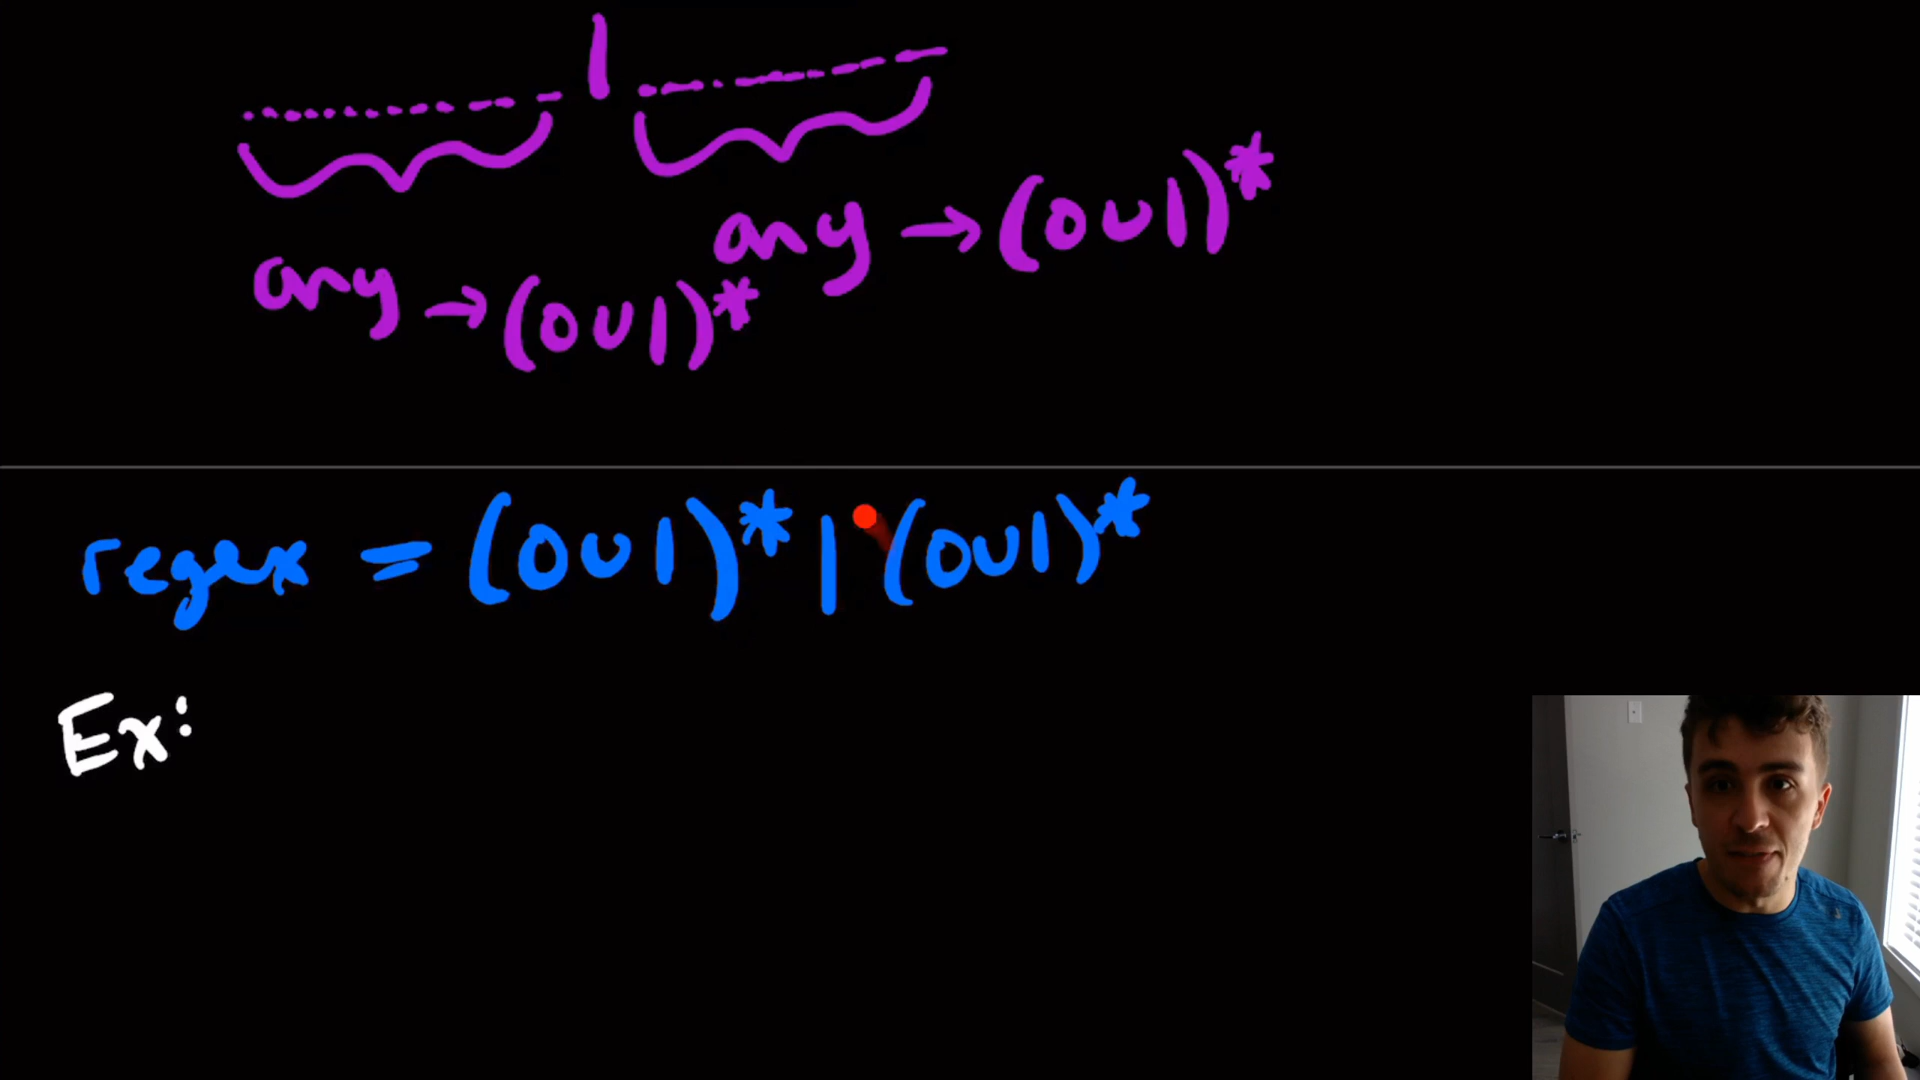 1
any → (0∪1)*
any → (0∪1)*
regex = (0∪1)* 1 (0∪1)*
Ex: